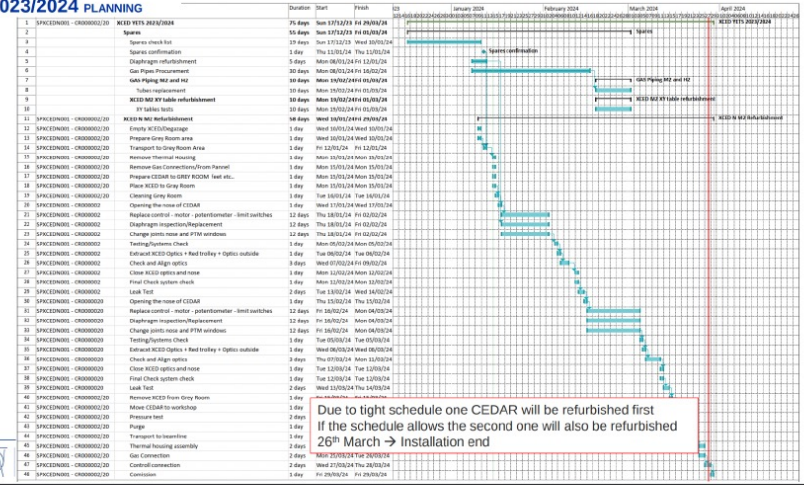 023/2024 PLANNING
Duration Start Finish January 2024 February 2024 March 2024 April 2024
1 SPXCEDN001 - CR000002/20 XCED YETS 2023/2024 75 days Sun 17/12/23 Fri 29/03/24 XCED YETS 2023/2024
2 Spares 55 days Sun 17/12/23 Fri 01/03/24 Spares
3 Spares check list 19 days Sun 17/12/23 Wed 10/01/24
4 Spares confirmation 1 day Thu 11/01/24 Thu 11/01/24 Spares confirmation
5 Diaphragm refurbishment 5 days Mon 08/01/24 Fri 12/01/24
6 Gas Pipes Procurement 30 days Mon 08/01/24 Fri 16/02/24
7 GAS Piping M2 and H2 10 days Mon 19/02/24 Fri 01/03/24 GAS Piping M2 and H2
8 Tubes replacement 10 days Mon 19/02/24 Fri 01/03/24
9 XCED M2 XY table refurbishment 10 days Mon 19/02/24 Fri 01/03/24 XCED M2 XY table refurbishment
10 XY tables tests 10 days Mon 19/02/24 Fri 01/03/24
11 SPXCEDN001 - CR000002/20 XCED N M2 Refurbishment 58 days Wed 10/01/24 Fri 29/03/24 XCED N M2 Refurbishment
12 SPXCEDN001 - CR000002/20 Empty XCED/Degasage 1 day Wed 10/01/24 Wed 10/01/24
13 SPXCEDN001 - CR000002/20 Prepare Grey Room area 1 day Wed 10/01/24 Wed 10/01/24
14 SPXCEDN001 - CR000002/20 Transport to Grey Room Area 1 day Fri 12/01/24 Fri 12/01/24
15 SPXCEDN001 - CR000002/20 Remove Thermal Housing 1 day Mon 15/01/24 Mon 15/01/24
16 SPXCEDN001 - CR000002/20 Remove Gas Connections/From Pannel 1 day Mon 15/01/24 Mon 15/01/24
17 SPXCEDN001 - CR000002/20 Prepare CEDAR to GREY ROOM feet etc.. 1 day Mon 15/01/24 Mon 15/01/24
18 SPXCEDN001 - CR000002/20 Place XCED to Grey Room 1 day Mon 15/01/24 Mon 15/01/24
19 SPXCEDN001 - CR000002/20 Cleaning Grey Room 1 day Tue 16/01/24 Tue 16/01/24
20 SPXCEDN001 - CR000002 Opening the nose of CEDAR 1 day Wed 17/01/24 Wed 17/01/24
21 SPXCEDN001 - CR000002 Replace control - motor - potentometer - limit switches 12 days Thu 18/01/24 Fri 02/02/24
22 SPXCEDN001 - CR000002 Diaphragm inspection/Replacement 12 days Thu 18/01/24 Fri 02/02/24
23 SPXCEDN001 - CR000002 Change joints nose and PTM windows 12 days Thu 18/01/24 Fri 02/02/24
24 SPXCEDN001 - CR000002 Testing/Systems Check 1 day Mon 05/02/24 Mon 05/02/24
25 SPXCEDN001 - CR000002 Extracet XCED Optics + Red trolley + Optics outside 1 day Tue 06/02/24 Tue 06/02/24
26 SPXCEDN001 - CR000002 Check and Align optics 3 days Wed 07/02/24 Fri 09/02/24
27 SPXCEDN001 - CR000002 Close XCED optics and nose 1 day Mon 12/02/24 Mon 12/02/24
28 SPXCEDN001 - CR000002 Final Check system check 1 day Mon 12/02/24 Mon 12/02/24
29 SPXCEDN001 - CR000002 Leak Test 2 days Tue 13/02/24 Wed 14/02/24
30 SPXCEDN001 - CR0000020 Opening the nose of CEDAR 1 day Thu 15/02/24 Thu 15/02/24
31 SPXCEDN001 - CR0000020 Replace control - motor - potentometer - limit switches 12 days Fri 16/02/24 Mon 04/03/24
32 SPXCEDN001 - CR0000020 Diaphragm inspection/Replacement 12 days Fri 16/02/24 Mon 04/03/24
33 SPXCEDN001 - CR0000020 Change joints nose and PTM windows 12 days Fri 16/02/24 Mon 04/03/24
34 SPXCEDN001 - CR0000020 Testing/Systems Check 1 day Tue 05/03/24 Tue 05/03/24
35 SPXCEDN001 - CR0000020 Extracet XCED Optics + Red trolley + Optics outside 1 day Wed 06/03/24 Wed 06/03/24
36 SPXCEDN001 - CR0000020 Check and Align optics 3 days Thu 07/03/24 Mon 11/03/24
37 SPXCEDN001 - CR0000020 Close XCED optics and nose 1 day Tue 12/03/24 Tue 12/03/24
38 SPXCEDN001 - CR0000020 Final Check system check 1 day Tue 12/03/24 Tue 12/03/24
39 SPXCEDN001 - CR0000020 Leak Test 2 days Wed 13/03/24 Thu 14/03/24
40 SPXCEDN001 - CR000002/20 Remove XCED from Grey Room
41 SPXCEDN001 - CR000002/20 Move CEDAR to workshop 1 day
42 SPXCEDN001 - CR000002/20 Pressure test 2 days
43 SPXCEDN001 - CR000002/20 Purge 1 day
44 SPXCEDN001 - CR000002/20 Transport to beamline 1 day
45 SPXCEDN001 - CR000002/20 Thermal housing assembly 2 days
46 SPXCEDN001 - CR000002/20 Gas Connection 2 days Mon 25/03/24 Tue 26/03/24
47 SPXCEDN001 - CR000002/20 Controll connection 2 days Wed 27/03/24 Thu 28/03/24
48 SPXCEDN001 - CR000002/20 Comission 1 day Fri 29/03/24 Fri 29/03/24
Due to tight schedule one CEDAR will be refurbished first
If the schedule allows the second one will also be refurbished
26th March → Installation end